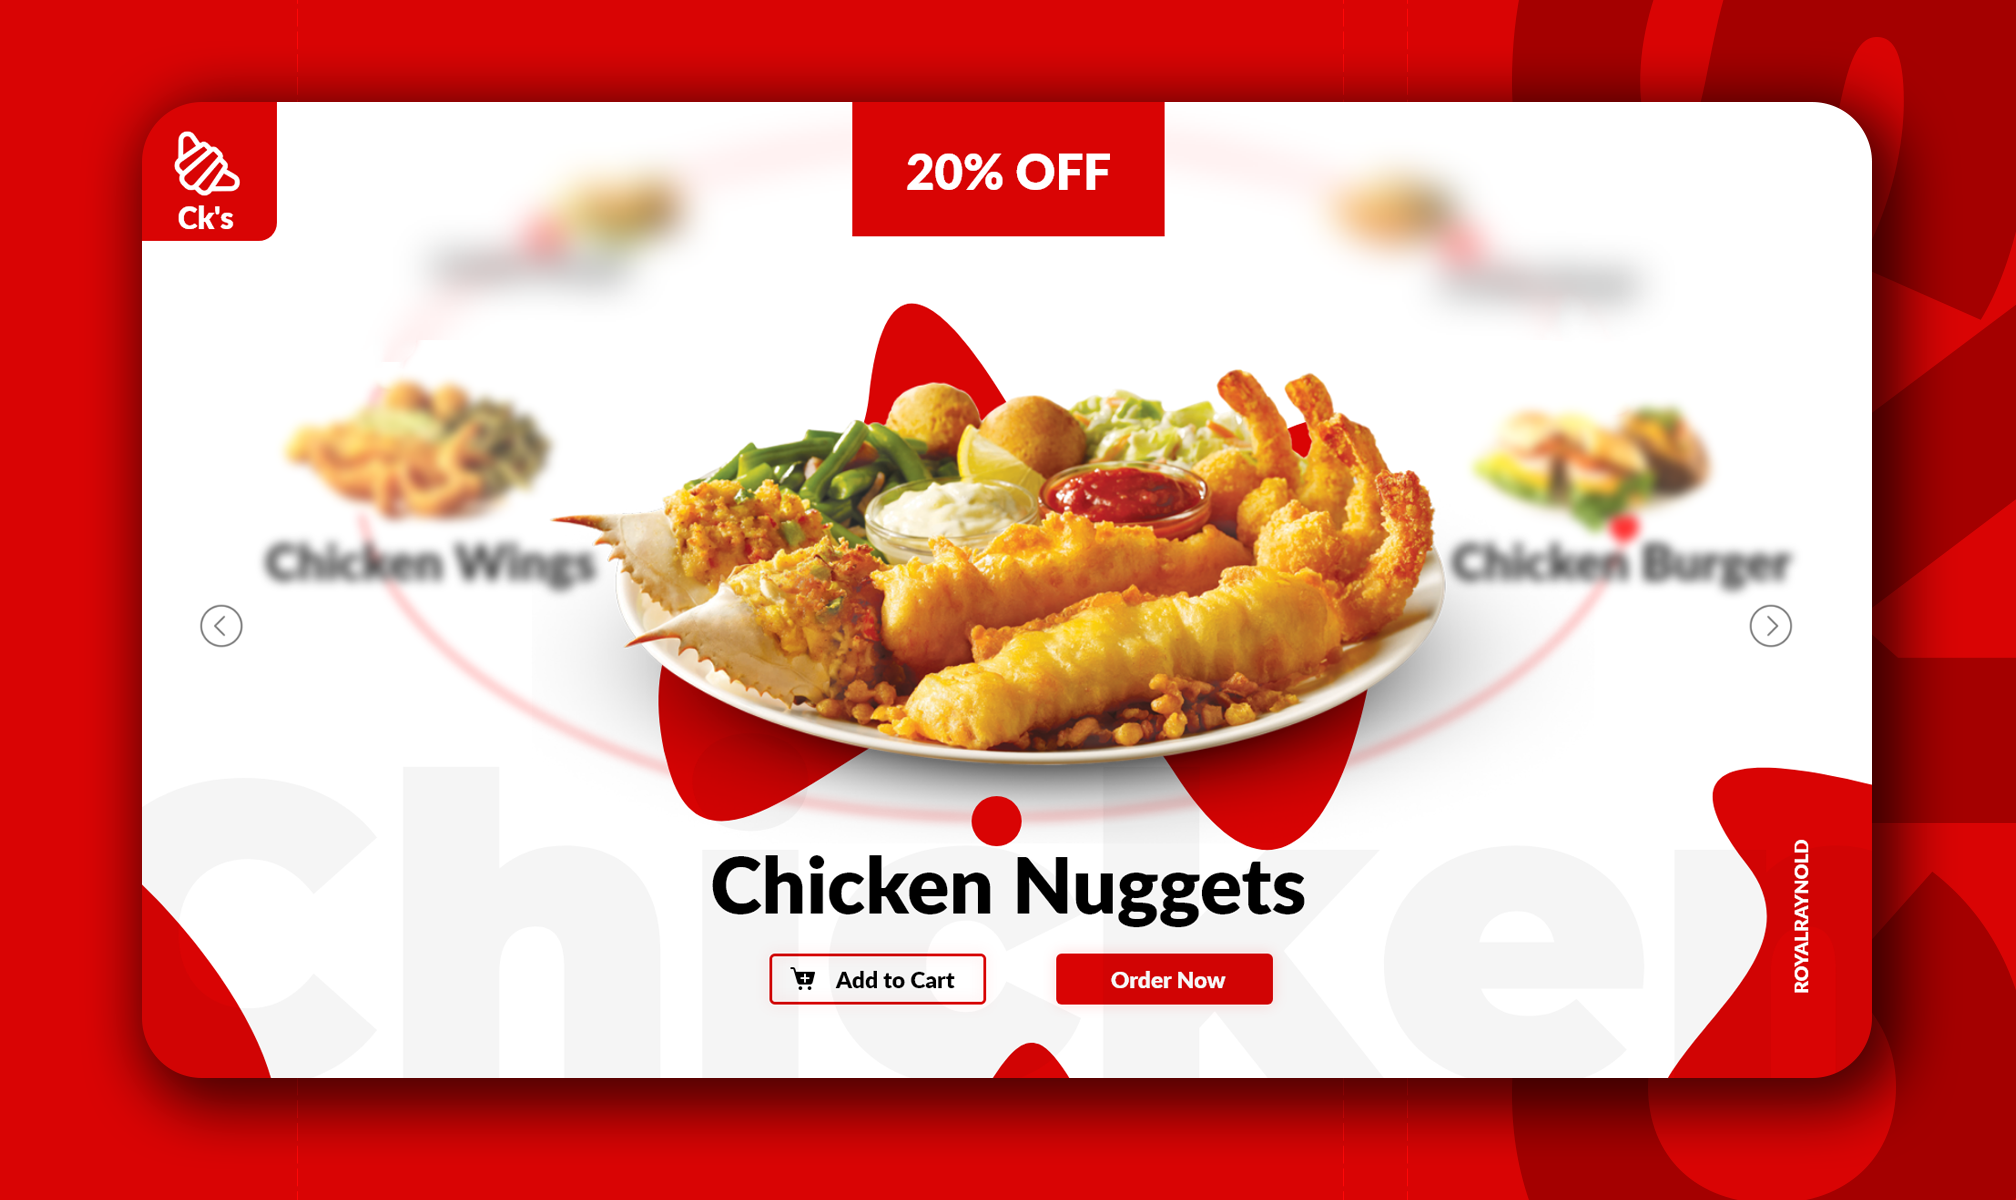 Ck's
20% OFF
Chicken Wings
Chicken Burger
Chicken Nuggets
Add to Cart
Order Now
ROYALRAYNOLD
Chicken